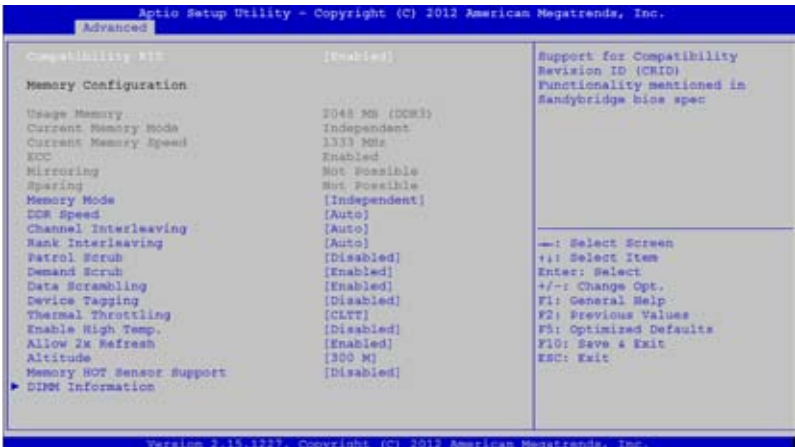 Aptio Setup Utility - Copyright (C) 2012 American Megatrends, Inc.
Advanced
Compatibility RID [Enabled]
Memory Configuration
Usage Memory 2048 MB (DDR3)
Current Memory Mode Independent
Current Memory Speed 1333 MHz
ECC Enabled
Mirroring Not Possible
Sparing Not Possible
Memory Mode [Independent]
DDR Speed [Auto]
Channel Interleaving [Auto]
Rank Interleaving [Auto]
Patrol Scrub [Disabled]
Demand Scrub [Enabled]
Data Scrambling [Enabled]
Device Tagging [Disabled]
Thermal Throttling [CLTT]
Enable High Temp. [Disabled]
Allow 2x Refresh [Enabled]
Altitude [300 M]
Memory HOT Sensor Support [Disabled]
► DIMM Information
Support for Compatibility
Revision ID (CRID)
Functionality mentioned in
Sandybridge bios spec
→←: Select Screen
↑↓: Select Item
Enter: Select
+/-: Change Opt.
F1: General Help
F2: Previous Values
F5: Optimized Defaults
F10: Save & Exit
ESC: Exit
Version 2.15.1227. Copyright (C) 2012 American Megatrends, Inc.